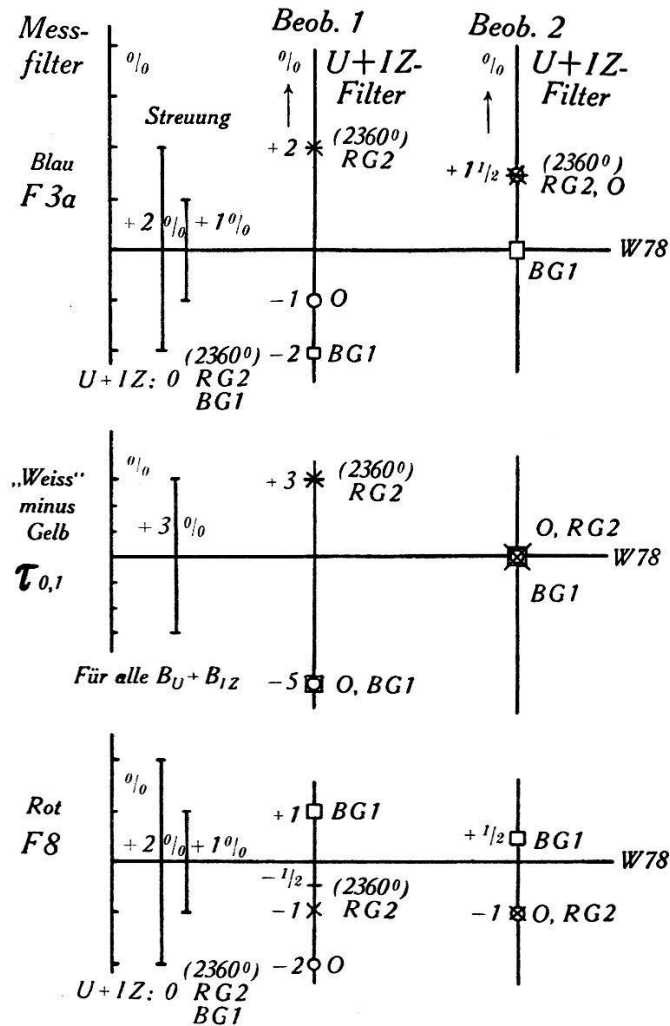 Mess-
filter
%
Beob. 1
% U+IZ-
Filter
Beob. 2
% U+IZ-
Filter
Streuung
Blau
F 3a
+2 % +1%
+2 (2360°)
RG2
+1 1/2 (2360°)
RG2, O
W78
BG1
-1 O
-2 BG1
U+IZ: 0 (2360°)
RG2
BG1
„Weiss“
minus
Gelb
τ 0,1
%
+3 %
+3 (2360°)
RG2
O, RG2
W78
BG1
Für alle BU + BIZ
-5 O, BG1
Rot
F8
%
+2 % +1%
+1 BG1
+1/2 BG1
W78
-1/2
(2360°)
-1 RG2
-1 O, RG2
-2 O
U+IZ: 0 (2360°)
RG2
BG1